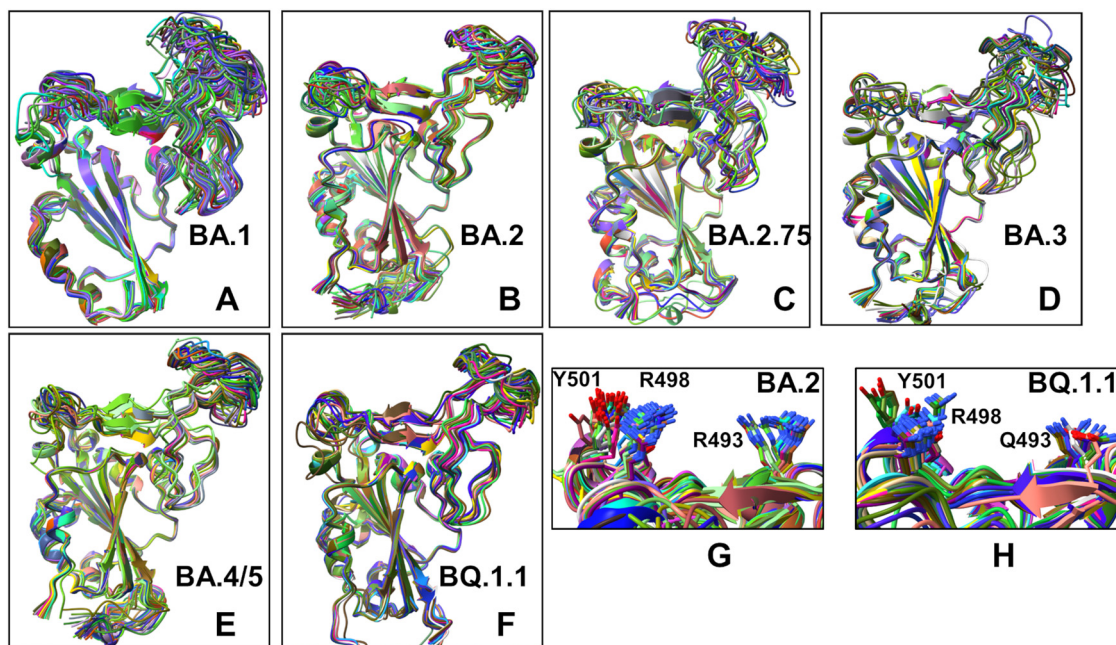 BA.1
A
BA.2
B
BA.2.75
C
BA.3
D
BA.4/5
E
BQ.1.1
F
Y501
R498
BA.2
R493
G
Y501
BQ.1.1
R498
Q493
H